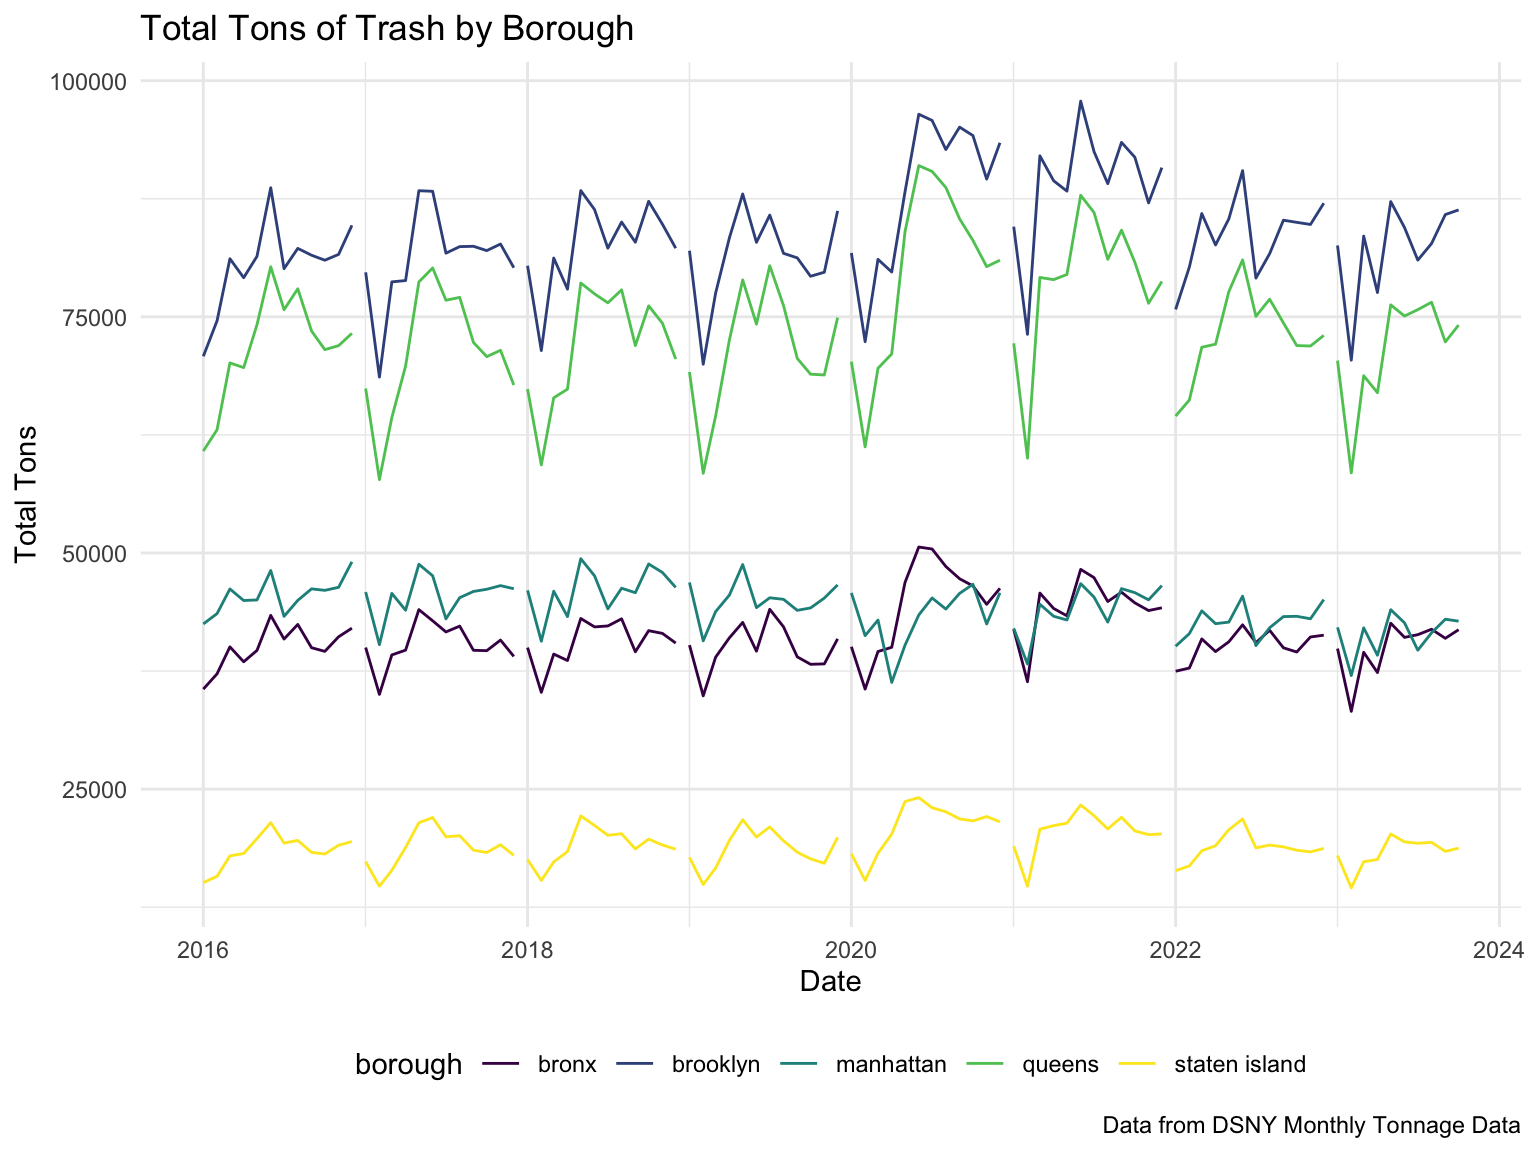 Total Tons of Trash by Borough
100000
75000
50000
25000
Total Tons
2016 2018 2020 2022 2024
Date
borough bronx brooklyn manhattan queens staten island
Data from DSNY Monthly Tonnage Data